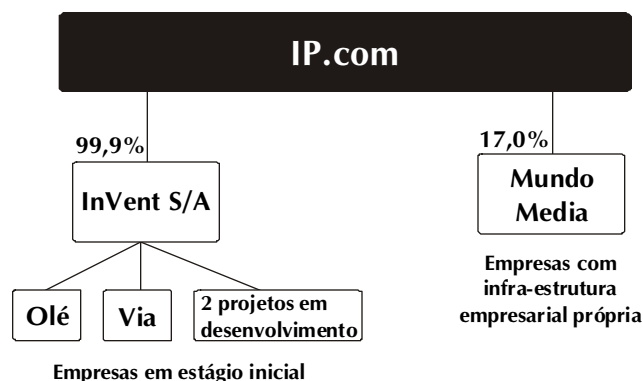 IP.com
99,9%
17,0%
InVent S/A
Mundo
Media
Olé
Via
2 projetos em
desenvolvimento
Empresas com
infra-estrutura
empresarial própria
Empresas em estágio inicial